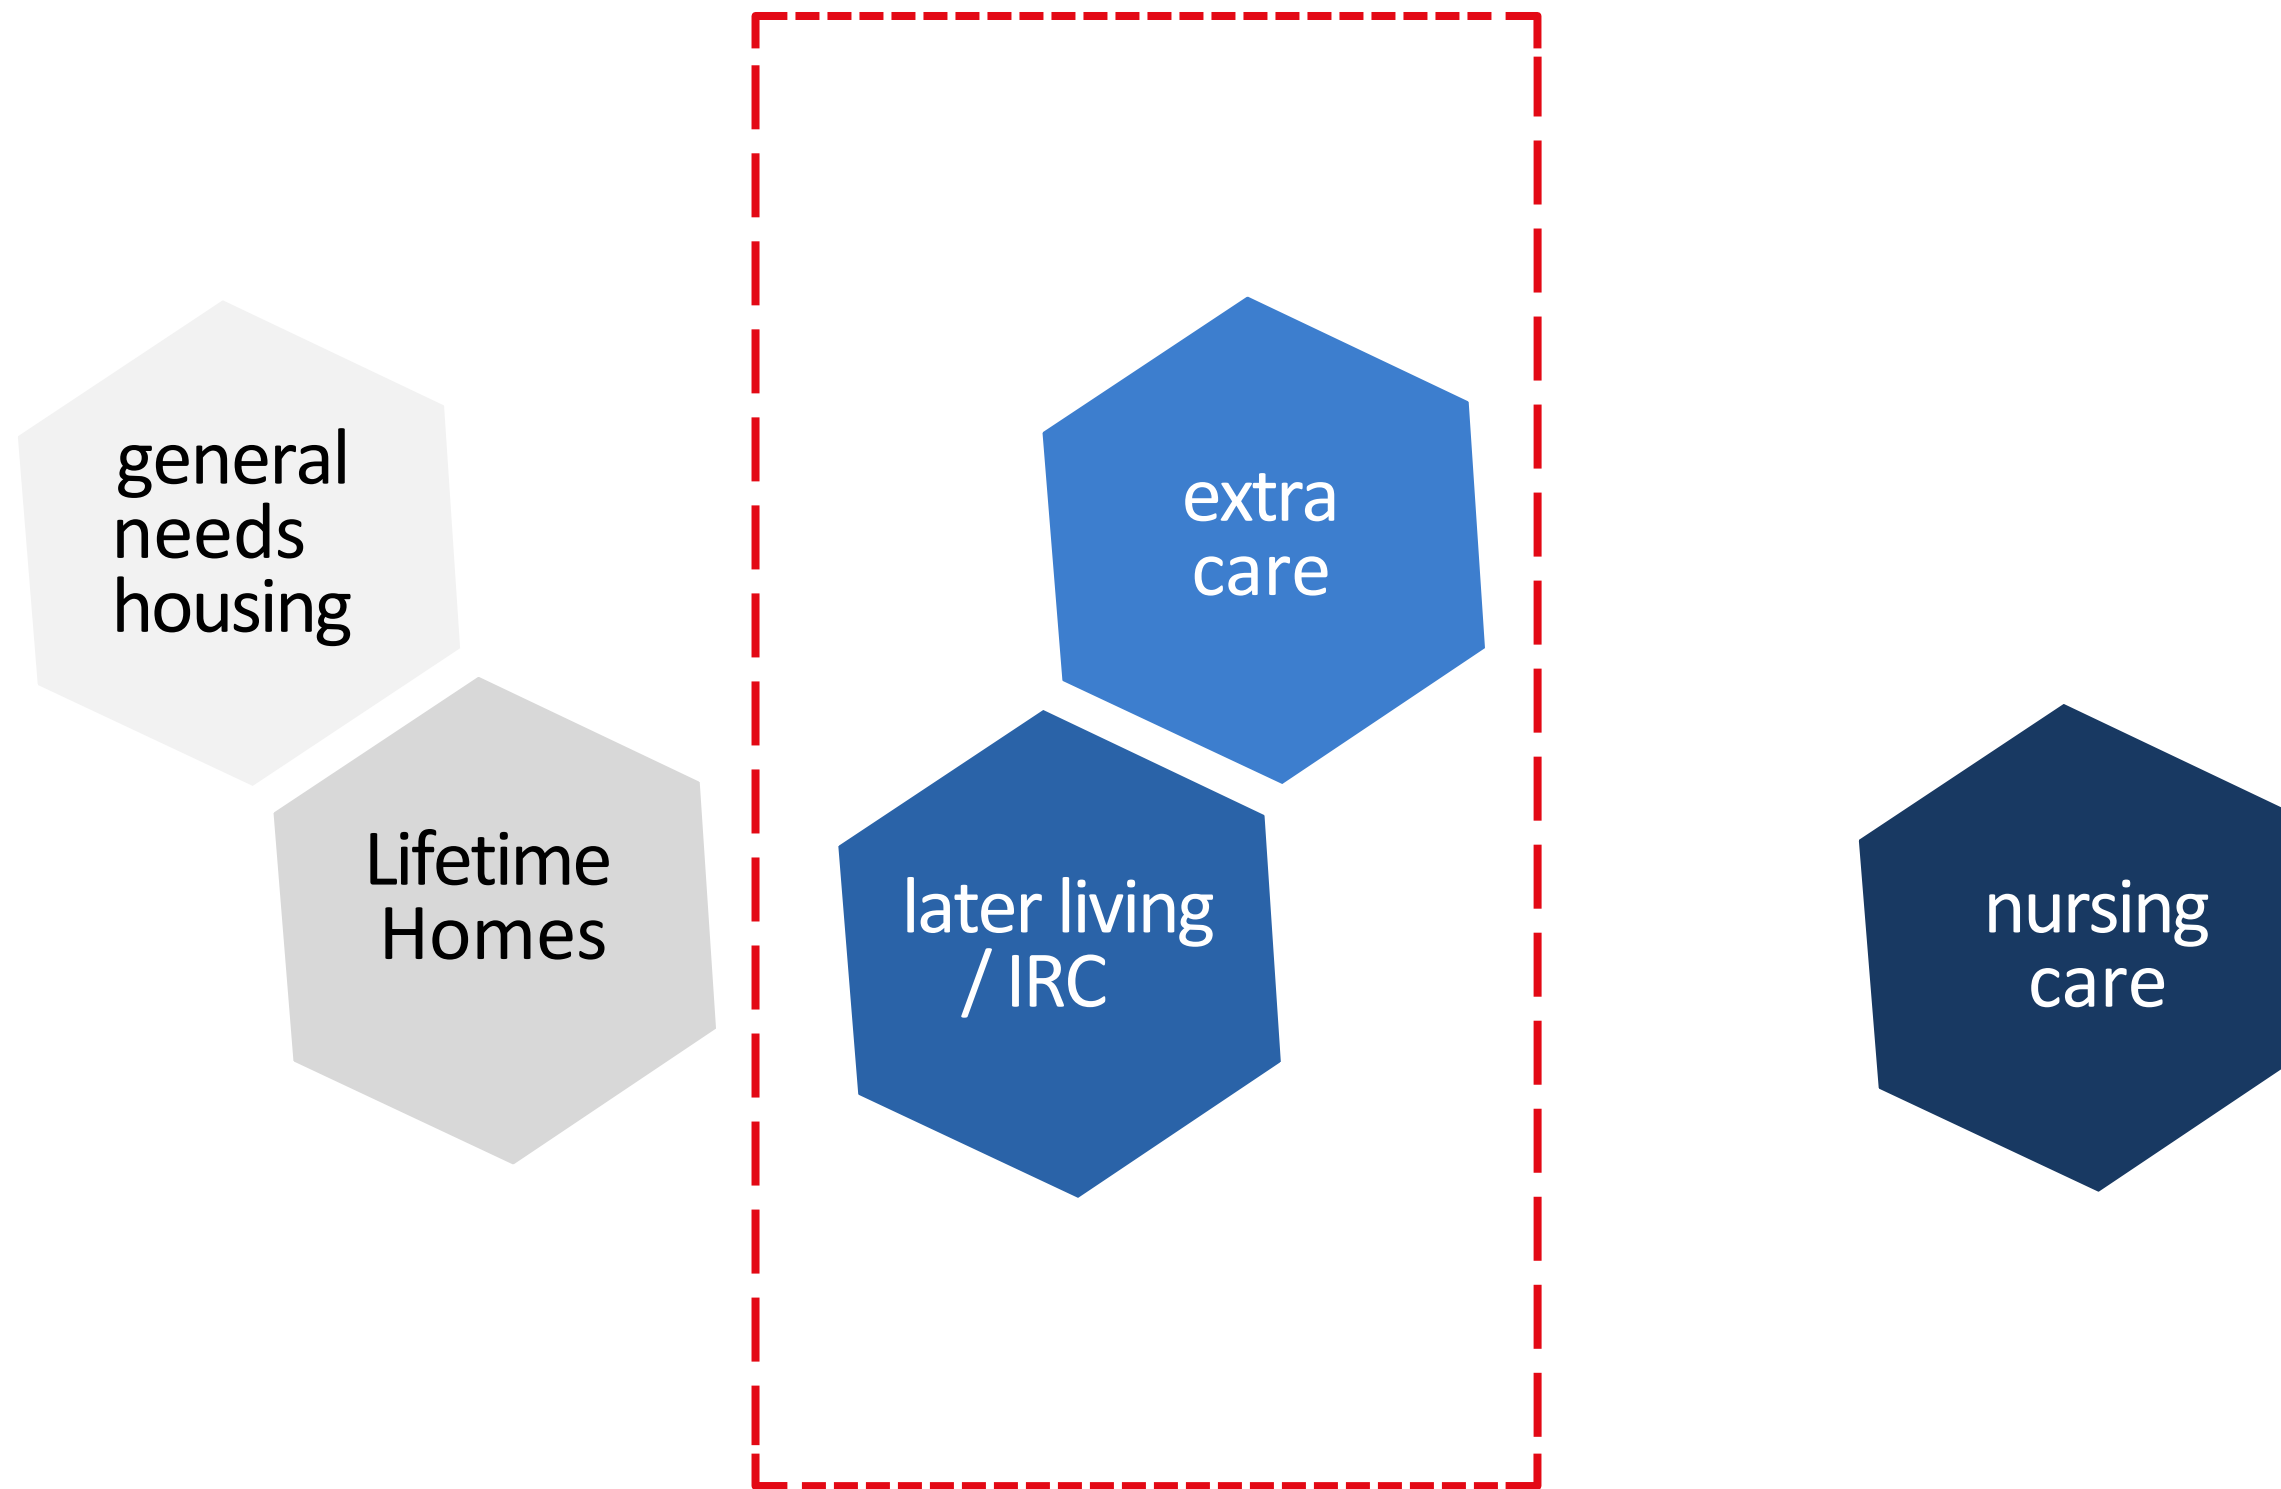 general
needs
housing
Lifetime
Homes
extra
care
later living
/ IRC
nursing
care